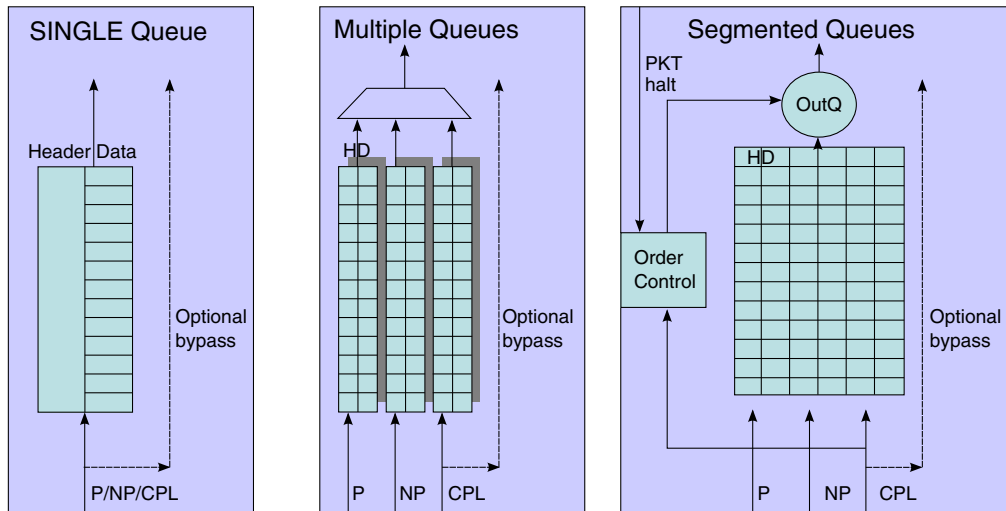 SINGLE Queue
Header Data
Optional
bypass
P/NP/CPL
Multiple Queues
HD
Optional
bypass
P NP CPL
Segmented Queues
PKT
halt
OutQ
HD
Order
Control
Optional
bypass
P NP CPL